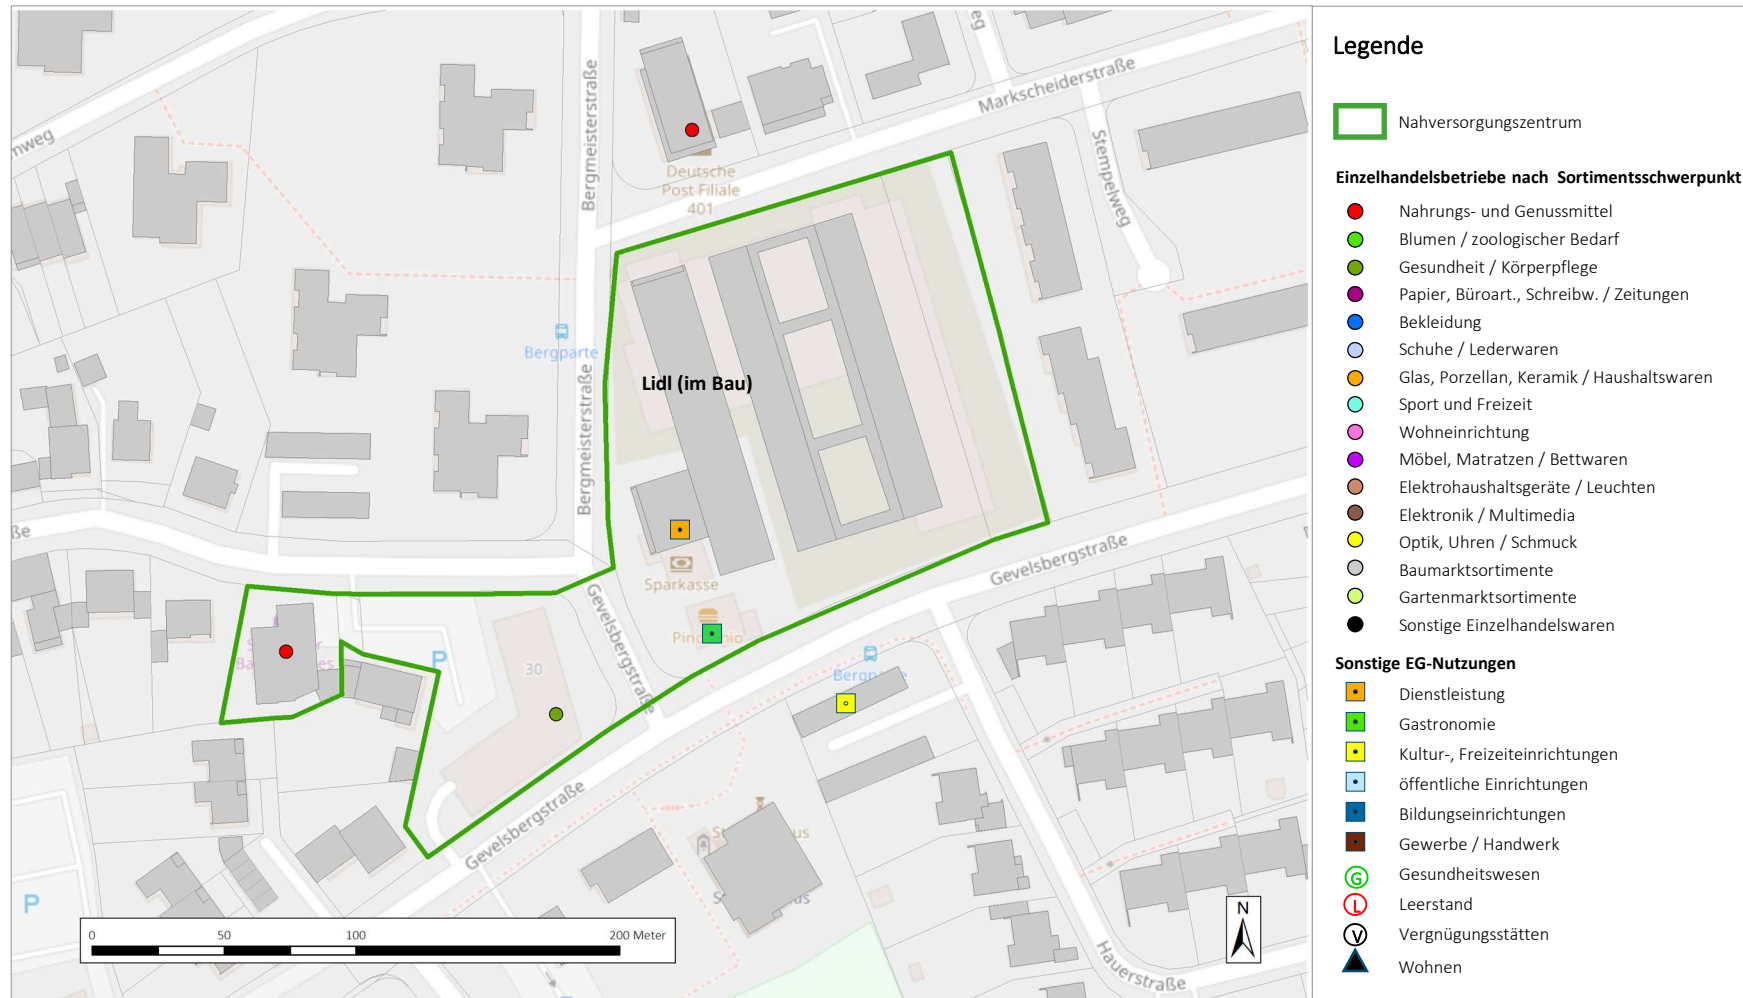 Legende
Nahversorgungszentrum
Einzelhandelsbetriebe nach Sortimentsschwerpunkt
Nahrungs- und Genussmittel
Blumen / zoologischer Bedarf
Gesundheit / Körperpflege
Papier, Büroart., Schreibw. / Zeitungen
Bekleidung
Schuhe / Lederwaren
Glas, Porzellan, Keramik / Haushaltswaren
Sport und Freizeit
Wohneinrichtung
Möbel, Matratzen / Bettwaren
Elektrohaushaltsgeräte / Leuchten
Elektronik / Multimedia
Optik, Uhren / Schmuck
Baumarktsortimente
Gartenmarktsortimente
Sonstige Einzelhandelswaren
Sonstige EG-Nutzungen
Dienstleistung
Gastronomie
Kultur-, Freizeiteinrichtungen
öffentliche Einrichtungen
Bildungseinrichtungen
Gewerbe / Handwerk
G Gesundheitswesen
L Leerstand
V Vergnügungsstätten
Wohnen
Bergmeisterstraße
Markscheiderstraße
Stempelweg
Deutsche
Post Filiale
401
Bergparte
Bergmeisterstraße
Lidl (im Bau)
Sparkasse
Gevelsbergstraße
Gevelsbergstraße
30
P
Gevelsbergstraße
P
Hauerstraße
N
0 50 100 200 Meter